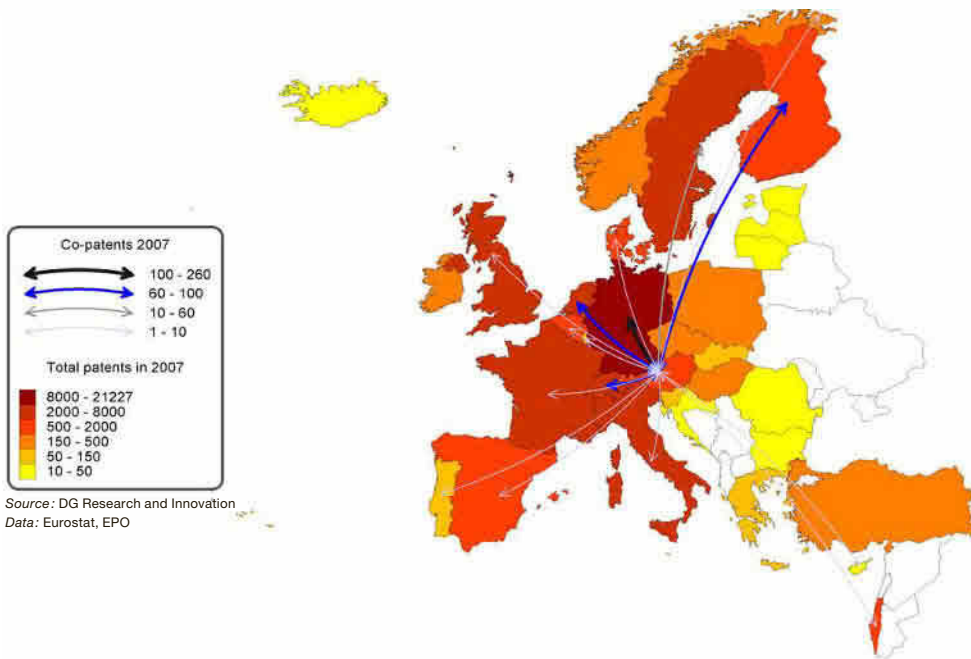 Co-patents 2007
100 - 260
60 - 100
10 - 60
1 - 10
Total patents in 2007
8000 - 21227
2000 - 8000
500 - 2000
150 - 500
50 - 150
10 - 50
Source: DG Research and Innovation
Data: Eurostat, EPO